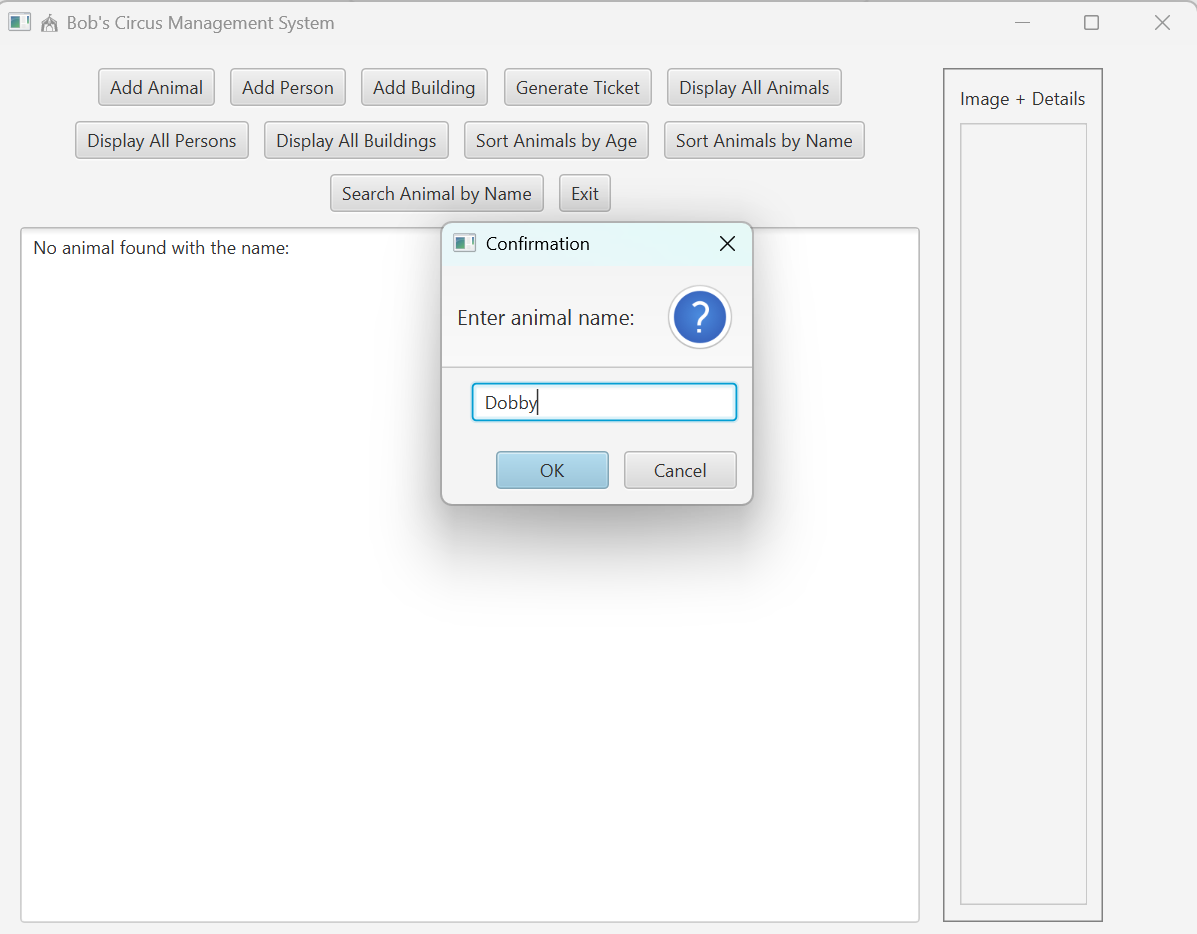 Bob's Circus Management System
Add Animal Add Person Add Building Generate Ticket Display All Animals
Display All Persons Display All Buildings Sort Animals by Age Sort Animals by Name
Search Animal by Name Exit
Image + Details
No animal found with the name:
Confirmation
Enter animal name:
?
Dobby
OK Cancel